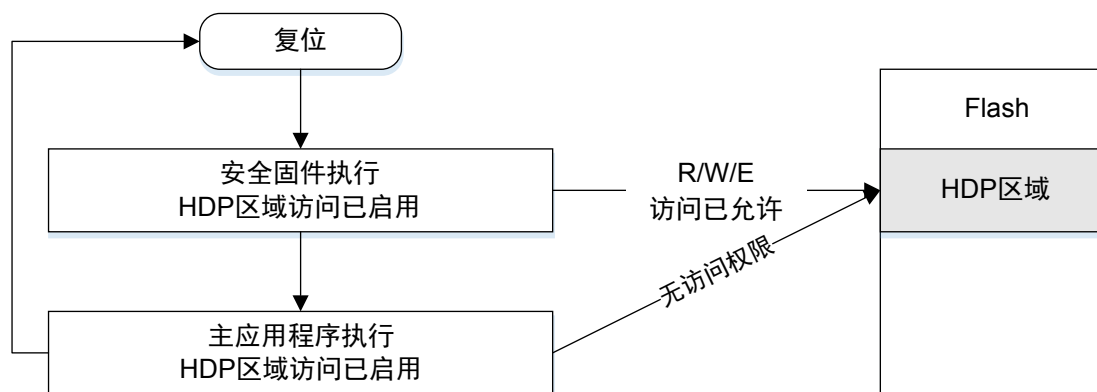 复位
Flash
安全固件执行
HDP区域访问已启用
R/W/E
访问已允许
HDP区域
无访问权限
主应用程序执行
HDP区域访问已启用